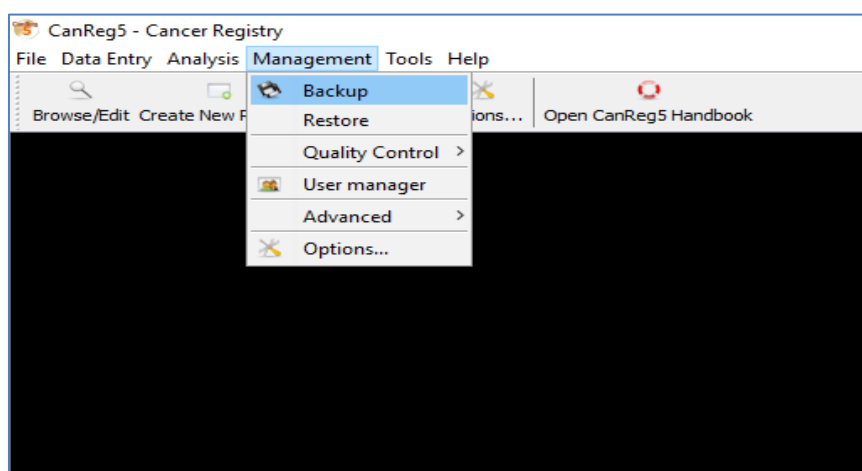 CanReg5 - Cancer Registry
File Data Entry Analysis Management Tools Help
Browse/Edit Create New
ions... Open CanReg5 Handbook
Backup
Restore
Quality Control >
User manager
Advanced >
Options...